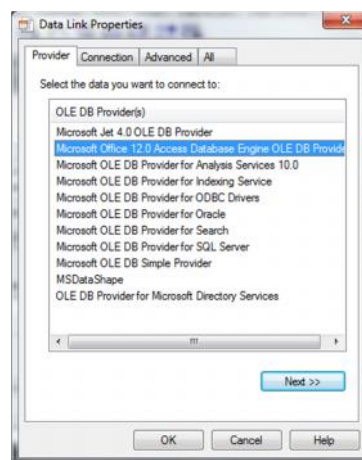 Data Link Properties
Provider Connection Advanced All
Select the data you want to connect to:
OLE DB Provider(s)
Microsoft Jet 4.0 OLE DB Provider
Microsoft Office 12.0 Access Database Engine OLE DB Provide
Microsoft OLE DB Provider for Analysis Services 10.0
Microsoft OLE DB Provider for Indexing Service
Microsoft OLE DB Provider for ODBC Drivers
Microsoft OLE DB Provider for Oracle
Microsoft OLE DB Provider for Search
Microsoft OLE DB Provider for SQL Server
Microsoft OLE DB Simple Provider
MSDataShape
OLE DB Provider for Microsoft Directory Services
Next >>
OK Cancel Help